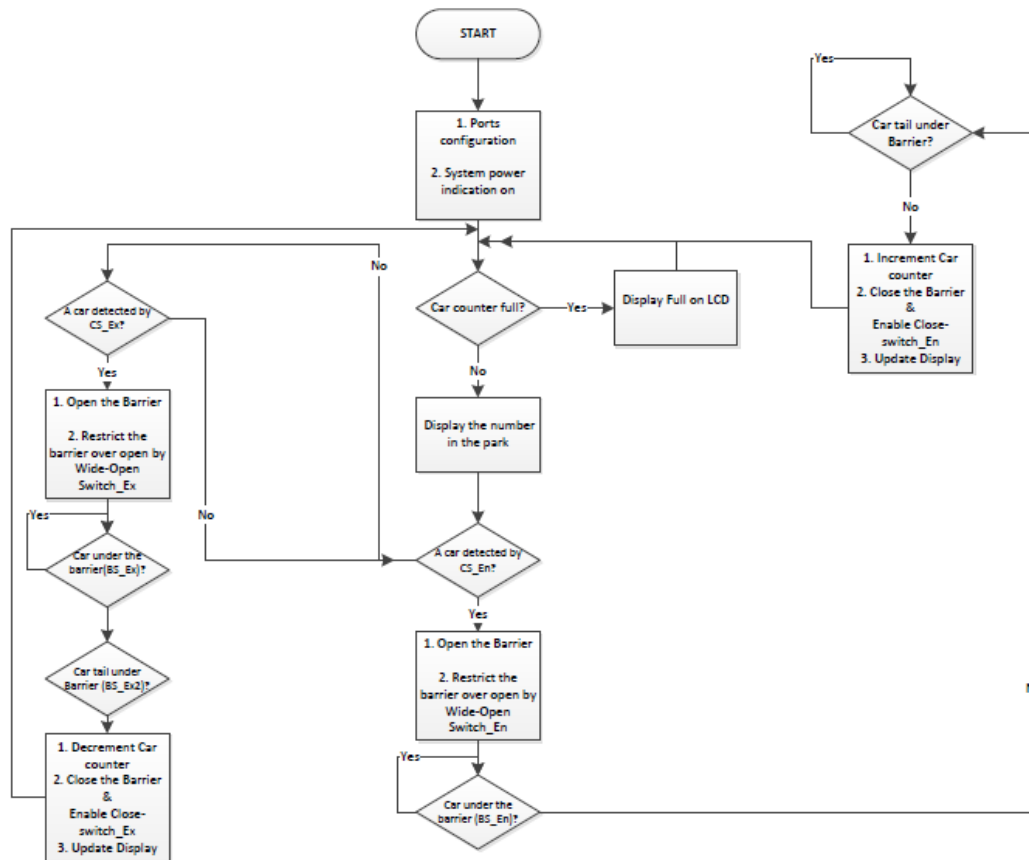 START
1. Ports
configuration
2. System power
indication on
Yes
Car tail under
Barrier?
No
1. Increment Car
counter
2. Close the Barrier
&
Enable Close-
switch_En
3. Update Display
No
Car counter full?
Yes
Display Full on LCD
A car detected by
CS_Ex?
Yes
No
1. Open the Barrier
2. Restrict the
barrier over open by
Wide-Open
Switch_Ex
Display the number
in the park
No
Yes
Car under the
barrier(BS_Ex)?
A car detected by
CS_En?
Yes
Car tail under
Barrier (BS_Ex2)?
1. Open the Barrier
2. Restrict the
barrier over open by
Wide-Open
Switch_En
1. Decrement Car
counter
2. Close the Barrier
&
Enable Close-
switch_Ex
3. Update Display
Yes
Car under the
barrier (BS_En)?